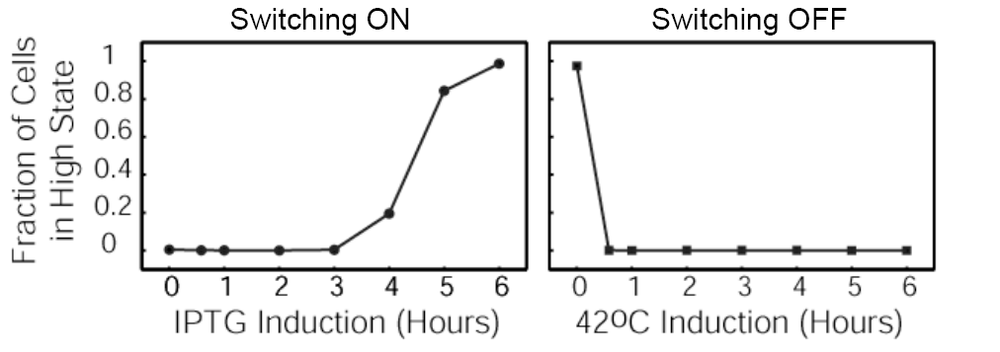 Switching ON
Switching OFF
Fraction of Cells
in High State
1
0.8
0.6
0.4
0.2
0
0 1 2 3 4 5 6
0 1 2 3 4 5 6
IPTG Induction (Hours)
42ºC Induction (Hours)